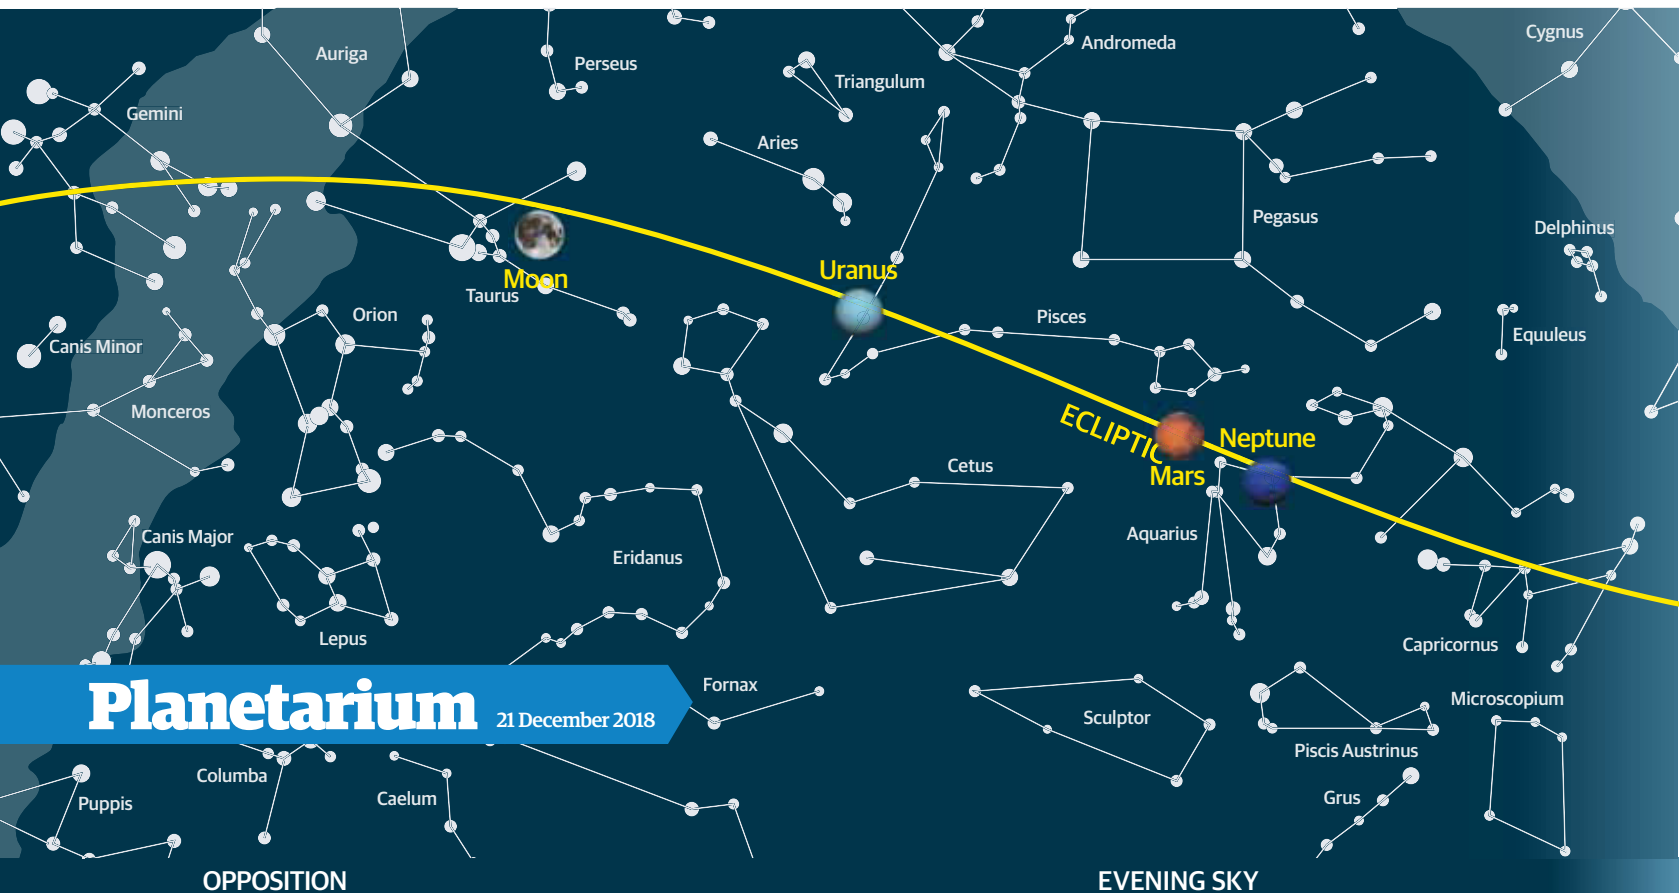 Cygnus
Andromeda
Auriga
Perseus
Triangulum
Gemini
Aries
Pegasus
Delphinus
Uranus
Moon
Taurus
Orion
Pisces
Equuleus
Canis Minor
Monceros
ECLIPTIC
Neptune
Mars
Cetus
Aquarius
Canis Major
Eridanus
Lepus
Capricornus
Fornax
Microscopium
Planetarium
21 December 2018
Sculptor
Piscis Austrinus
Columba
Caelum
Grus
Puppis
OPPOSITION
EVENING SKY